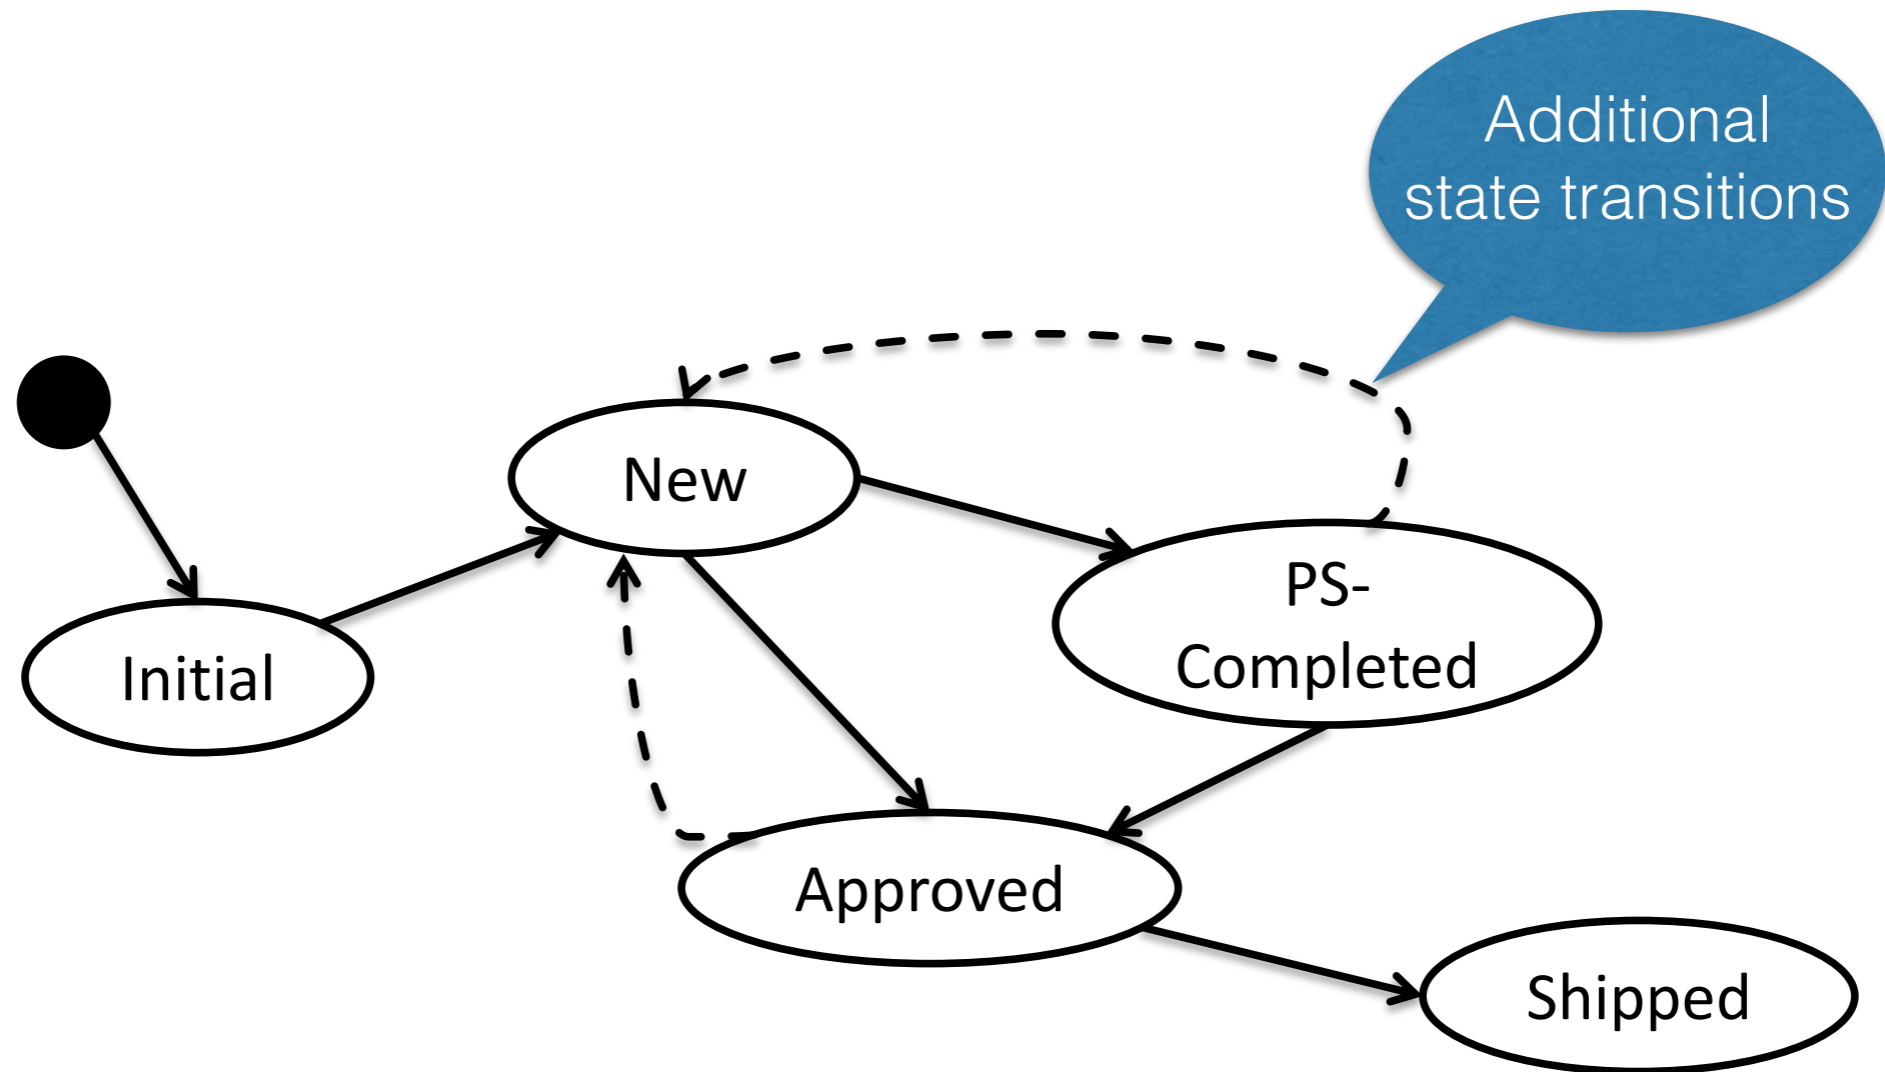 Additional
state transitions
New
PS-
Completed
Initial
Approved
Shipped